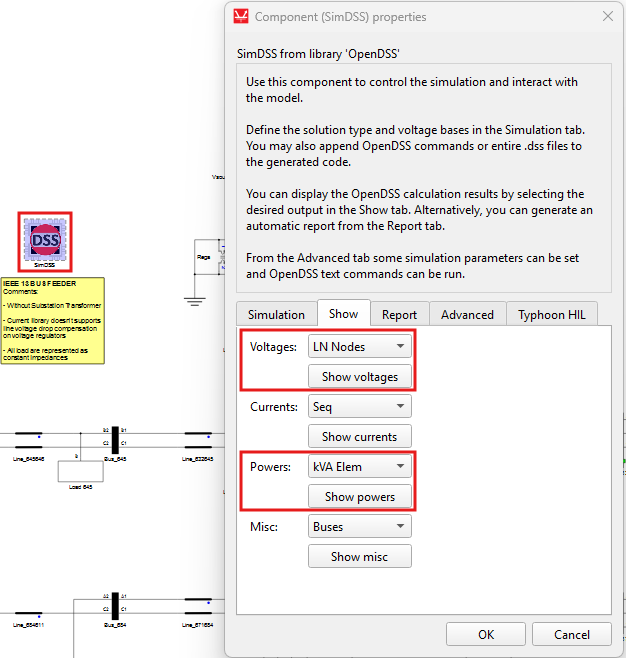 Component (SimDSS) properties
SimDSS from library 'OpenDSS'
Use this component to control the simulation and interact with
the model.
Define the solution type and voltage bases in the Simulation tab.
You may also append OpenDSS commands or entire .dss files to
the generated code.
You can display the OpenDSS calculation results by selecting the
desired output in the Show tab. Alternatively, you can generate an
automatic report from the Report tab.
From the Advanced tab some simulation parameters can be set
and OpenDSS text commands can be run.
Simulation Show Report Advanced Typhoon HIL
Voltages: LN Nodes
Show voltages
Currents: Seq
Show currents
Powers: kVA Elem
Show powers
Misc: Buses
Show misc
OK Cancel
Regs
DSS
SimDSS
IEEE 13 BUS FEEDER
Comments:
- Without Substation Transformer
- Current library doesn't supports
line voltage drop compensation
on voltage regulators
- All load are represented as
constant impedances
B2 B1
C2 C1
Line_645646 Bus_645 Line_632645
B
Load 645
A2 A1
C2 C1
Line_684611 Bus_684 Line_671684